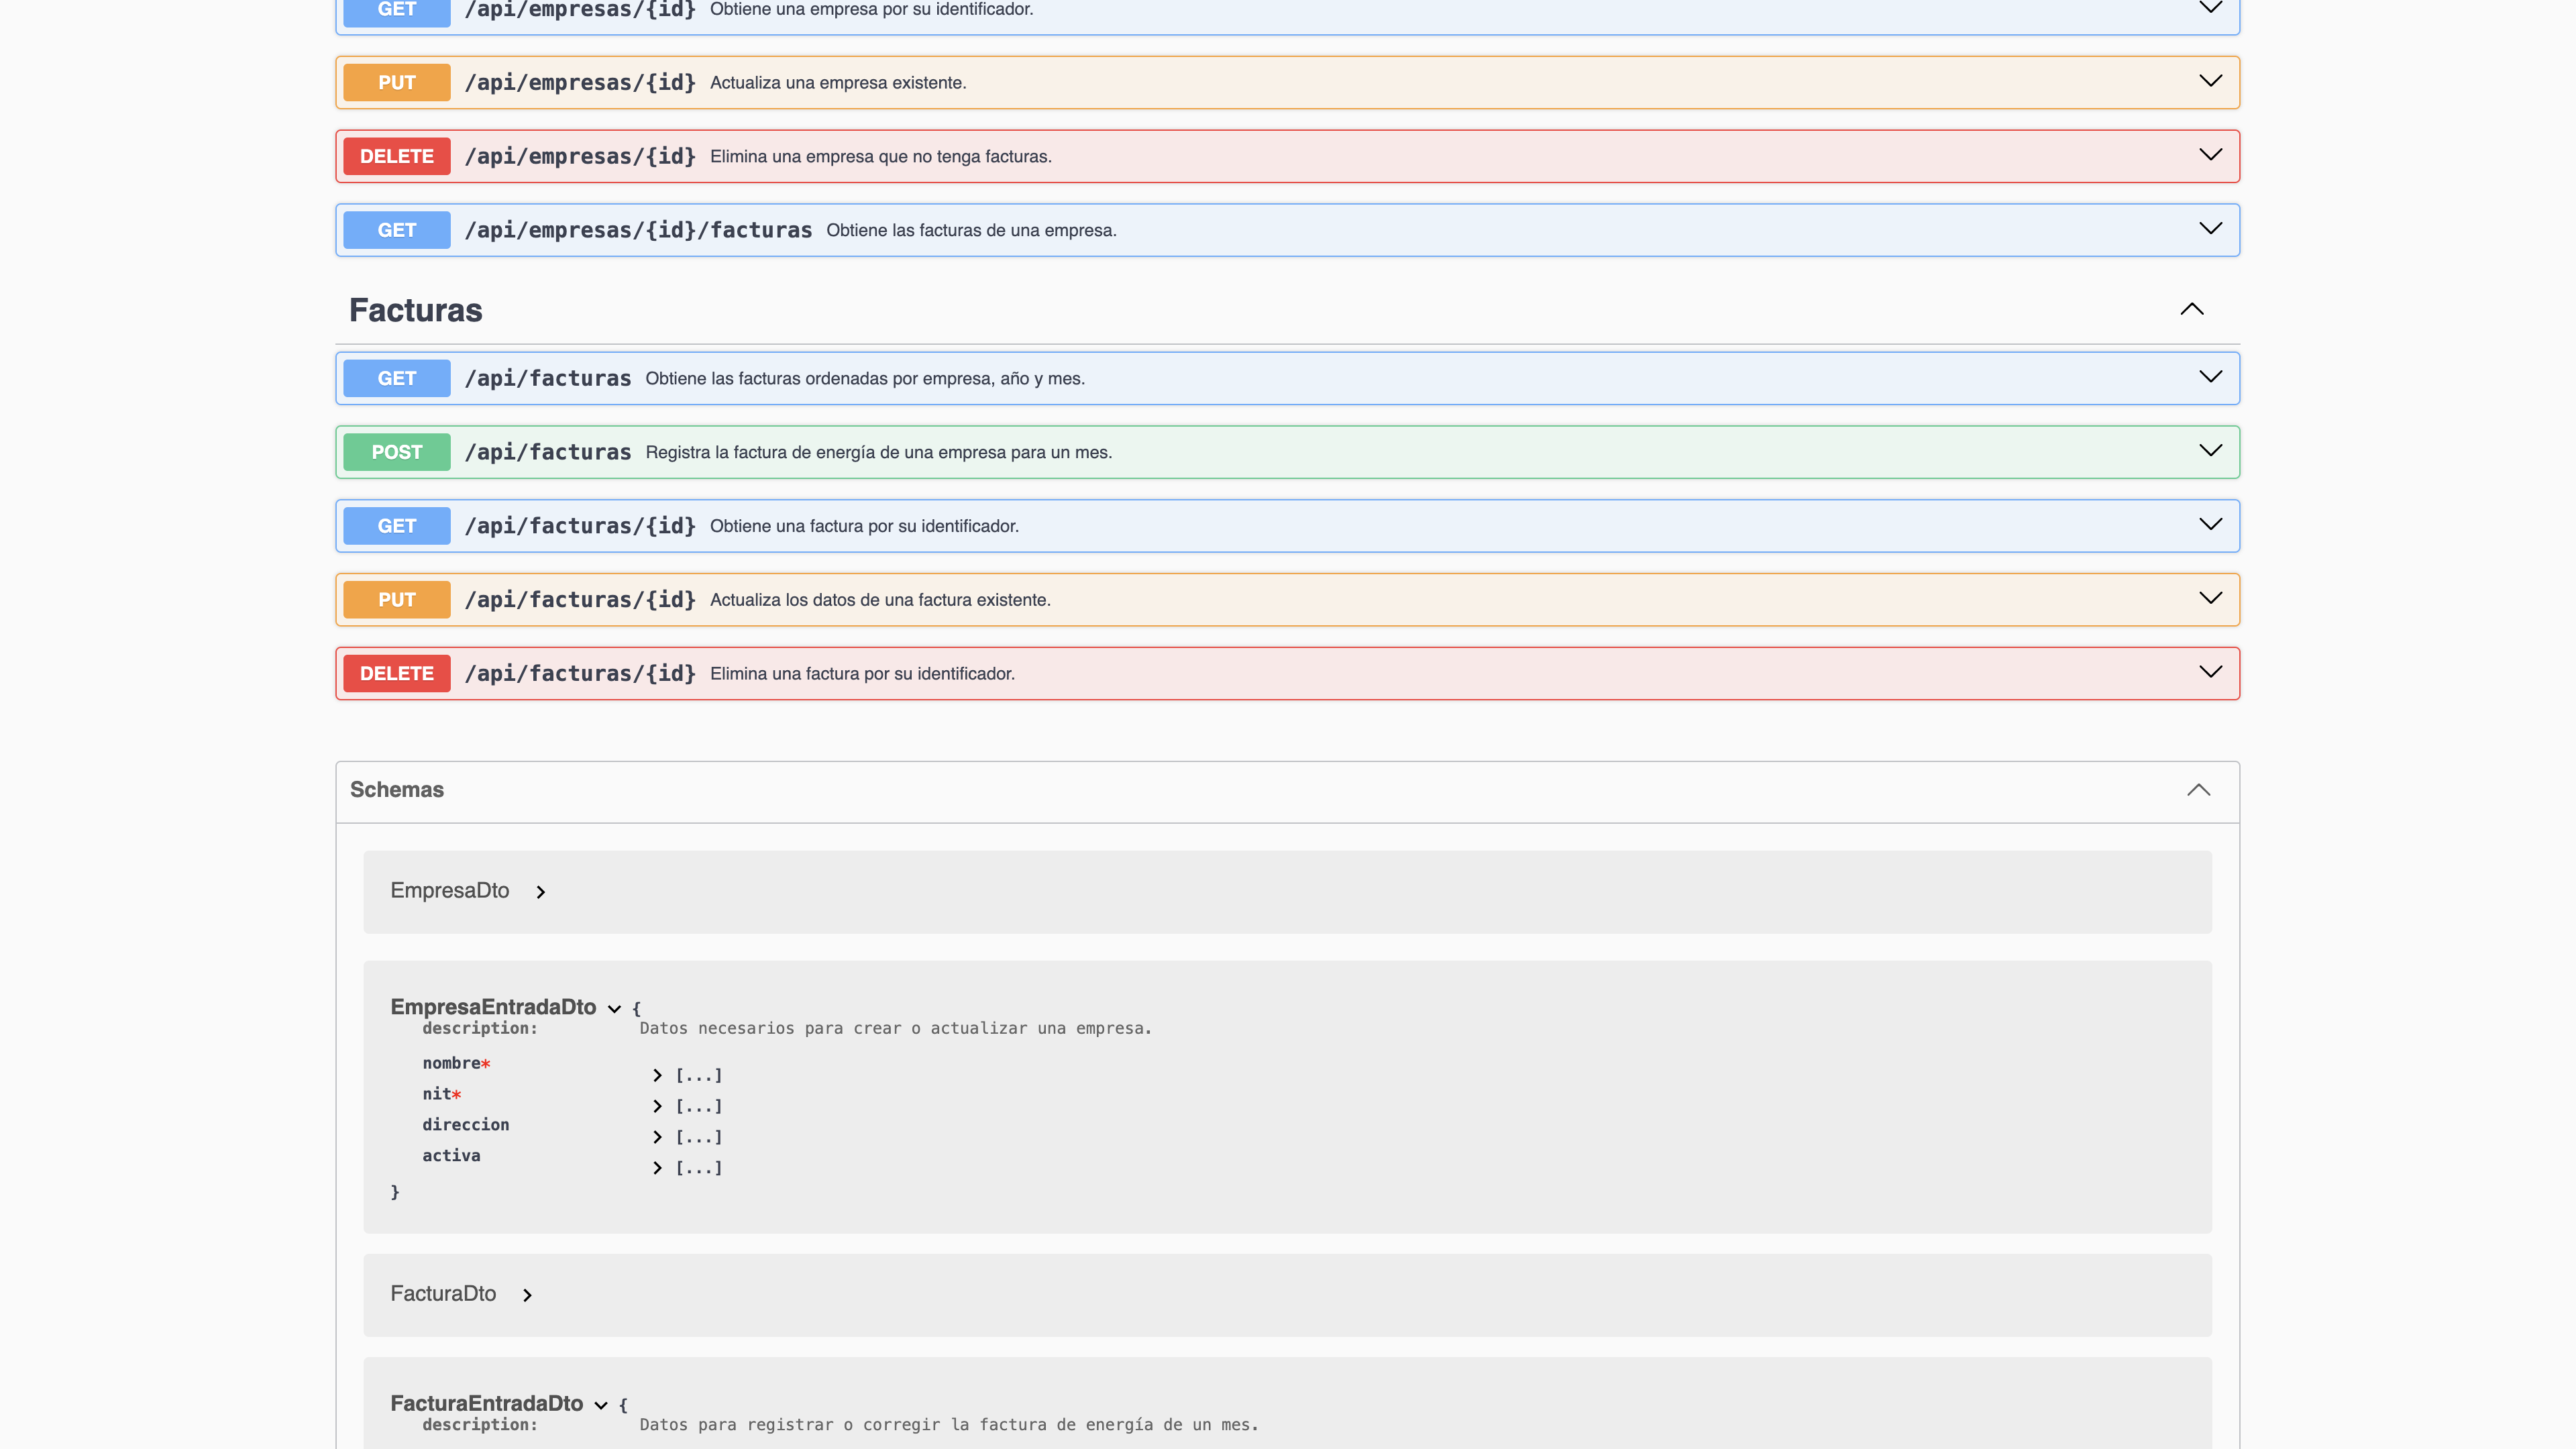 GET /api/empresas/{id} Obtiene una empresa por su identificador.
PUT /api/empresas/{id} Actualiza una empresa existente.
DELETE /api/empresas/{id} Elimina una empresa que no tenga facturas.
GET /api/empresas/{id}/facturas Obtiene las facturas de una empresa.
Facturas
GET /api/facturas Obtiene las facturas ordenadas por empresa, año y mes.
POST /api/facturas Registra la factura de energía de una empresa para un mes.
GET /api/facturas/{id} Obtiene una factura por su identificador.
PUT /api/facturas/{id} Actualiza los datos de una factura existente.
DELETE /api/facturas/{id} Elimina una factura por su identificador.
Schemas
EmpresaDto
EmpresaEntradaDto {
description: Datos necesarios para crear o actualizar una empresa.
nombre* [...]
nit* [...]
direccion [...]
activa [...]
}
FacturaDto
FacturaEntradaDto {
description: Datos para registrar o corregir la factura de energía de un mes.